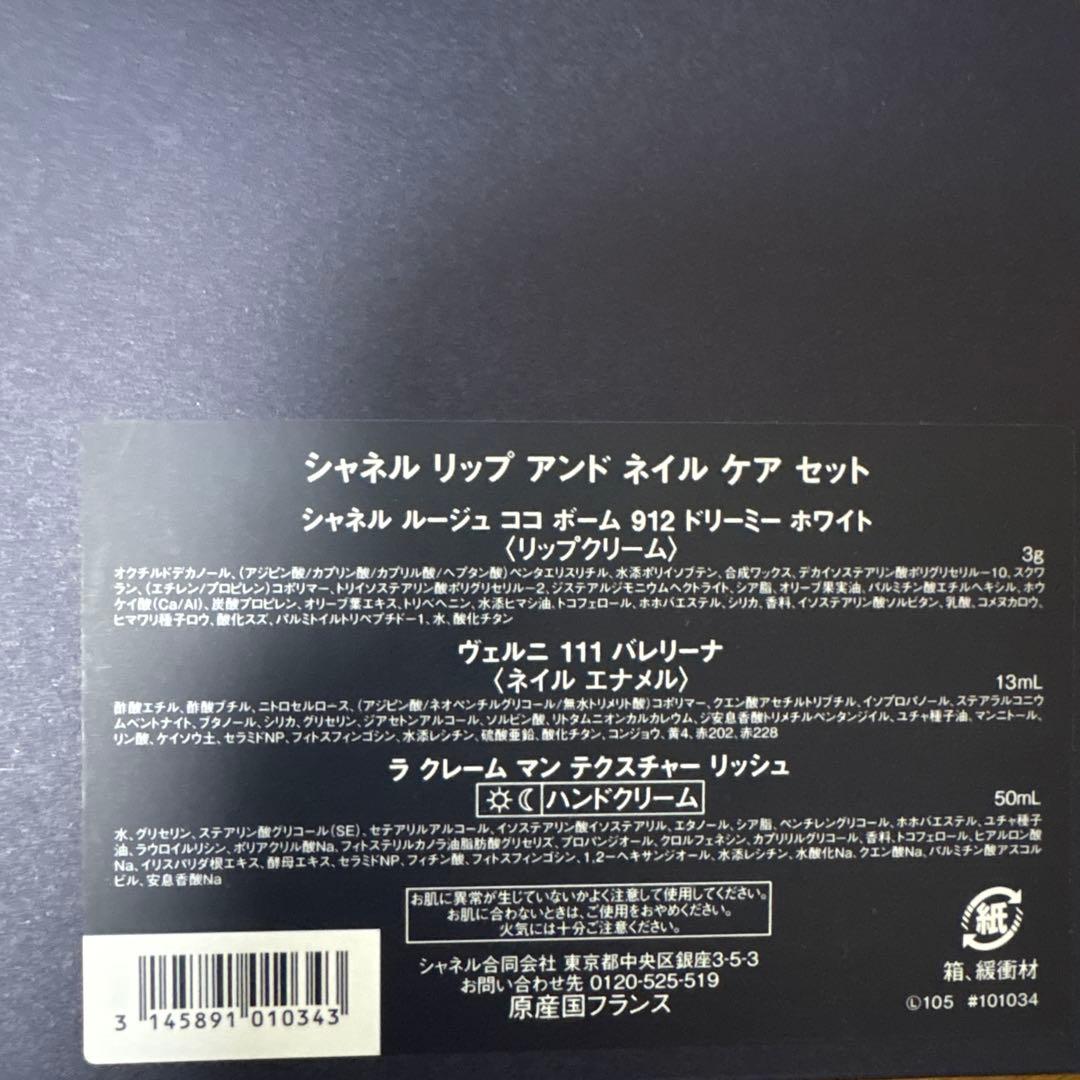 シャネル リップ アンド ネイル ケア セット
シャネル ルージュ ココ ボーム 912 ドリーミー ホワイト
〈リップクリーム〉
3g
オクチルドデカノール、(アジピン酸/カプリン酸/カプリル酸/ヘプタン酸)ペンタエリスリチル、水添ポリイソブテン、合成ワックス、デカイソステアリン酸ポリグリセリル-10、スクワ
ラン、(エチレン/プロピレン)コポリマー、トリイソステアリン酸ポリグリセリル-2、ジステアルジモニウムヘクトライト、シア脂、オリーブ果実油、パルミチン酸エチルヘキシル、ホウ
ケイ酸(Ca/Al)、炭酸プロピレン、オリーブ葉エキス、トリベヘニン、水添ヒマシ油、トコフェロール、ホホバエステル、シリカ、香料、イソステアリン酸ソルビタン、乳酸、コメヌカロウ、
ヒマワリ種子ロウ、酸化スズ、パルミトイルトリペプチド-1、水、酸化チタン
ヴェルニ 111 バレリーナ
〈ネイル エナメル〉
13mL
酢酸エチル、酢酸ブチル、ニトロセルロース、(アジピン酸/ネオペンチルグリコール/無水トリメリト酸)コポリマー、クエン酸アセチルトリブチル、イソプロパノール、ステアラルコニウ
ムベントナイト、ブタノール、シリカ、グリセリン、ジアセトンアルコール、ソルビン酸、リトタムニオンカルカレウム、ジ安息香酸トリメチルペンタンジイル、ユチャ種子油、マンニトール、
リン酸、ケイソウ土、セラミドNP、フィトスフィンゴシン、水添レシチン、硫酸亜鉛、酸化チタン、コンジョウ、黄4、赤202、赤228
ラ クレーム マン テクスチャー リッシュ
ハンドクリーム
50mL
水、グリセリン、ステアリン酸グリコール(SE)、セテアリルアルコール、イソステアリン酸イソステアリル、エタノール、シア脂、ペンチレングリコール、ホホバエステル、ユチャ種子
油、ラウロイルリシン、ポリアクリル酸Na、フィトステリルカノラ油脂肪酸グリセリズ、プロパンジオール、クロルフェネシン、カプリリルグリコール、香料、トコフェロール、ヒアルロン酸
Na、イリスパリダ根エキス、酵母エキス、セラミドNP、フィチン酸、フィトスフィンゴシン、1,2-ヘキサンジオール、水添レシチン、水酸化Na、クエン酸Na、パルミチン酸アスコル
ビル、安息香酸Na
お肌に異常が生じていないかよく注意して使用してください。
お肌に合わないときは、ご使用をおやめください。
火気には十分ご注意ください。
シャネル合同会社 東京都中央区銀座3-5-3
お問い合わせ先 0120-525-519
原産国フランス
紙
箱、緩衝材
Ⓛ105 #101034
3 145891 010343